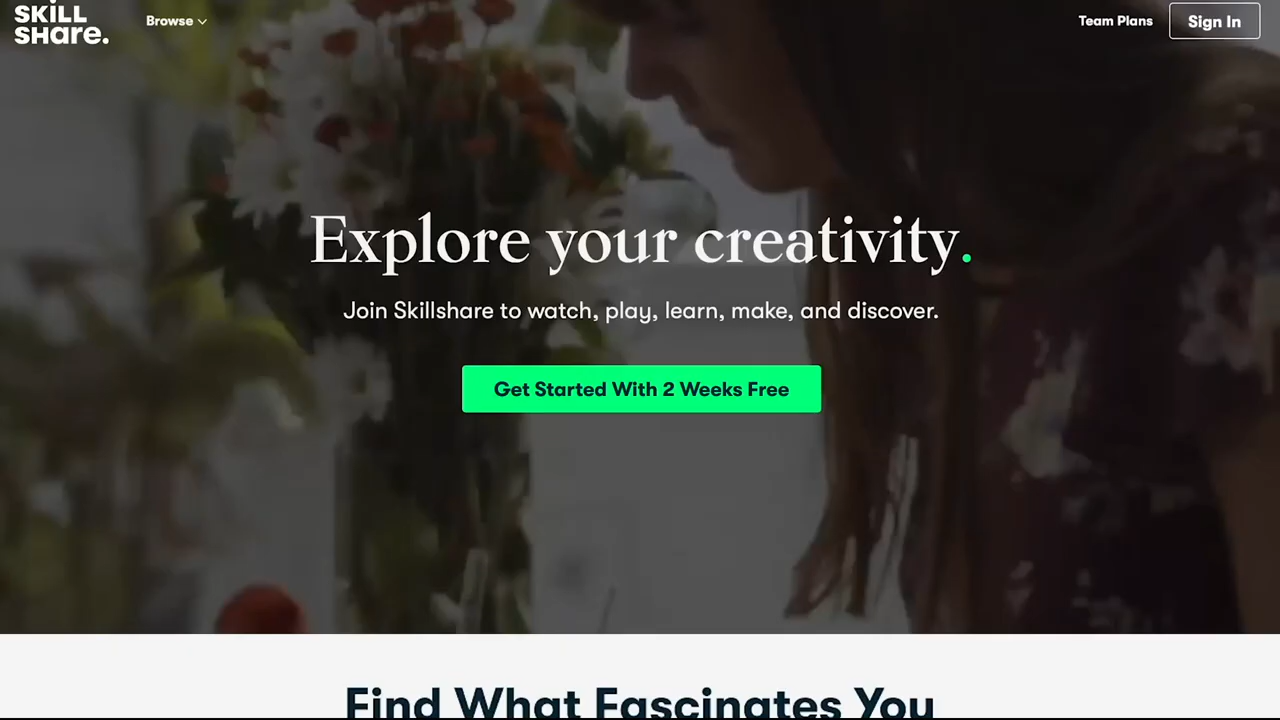 SKILL
SHare.
Browse
Team Plans
Sign In
Explore your creativity.
Join Skillshare to watch, play, learn, make, and discover.
Get Started With 2 Weeks Free
Find What Fascinates You